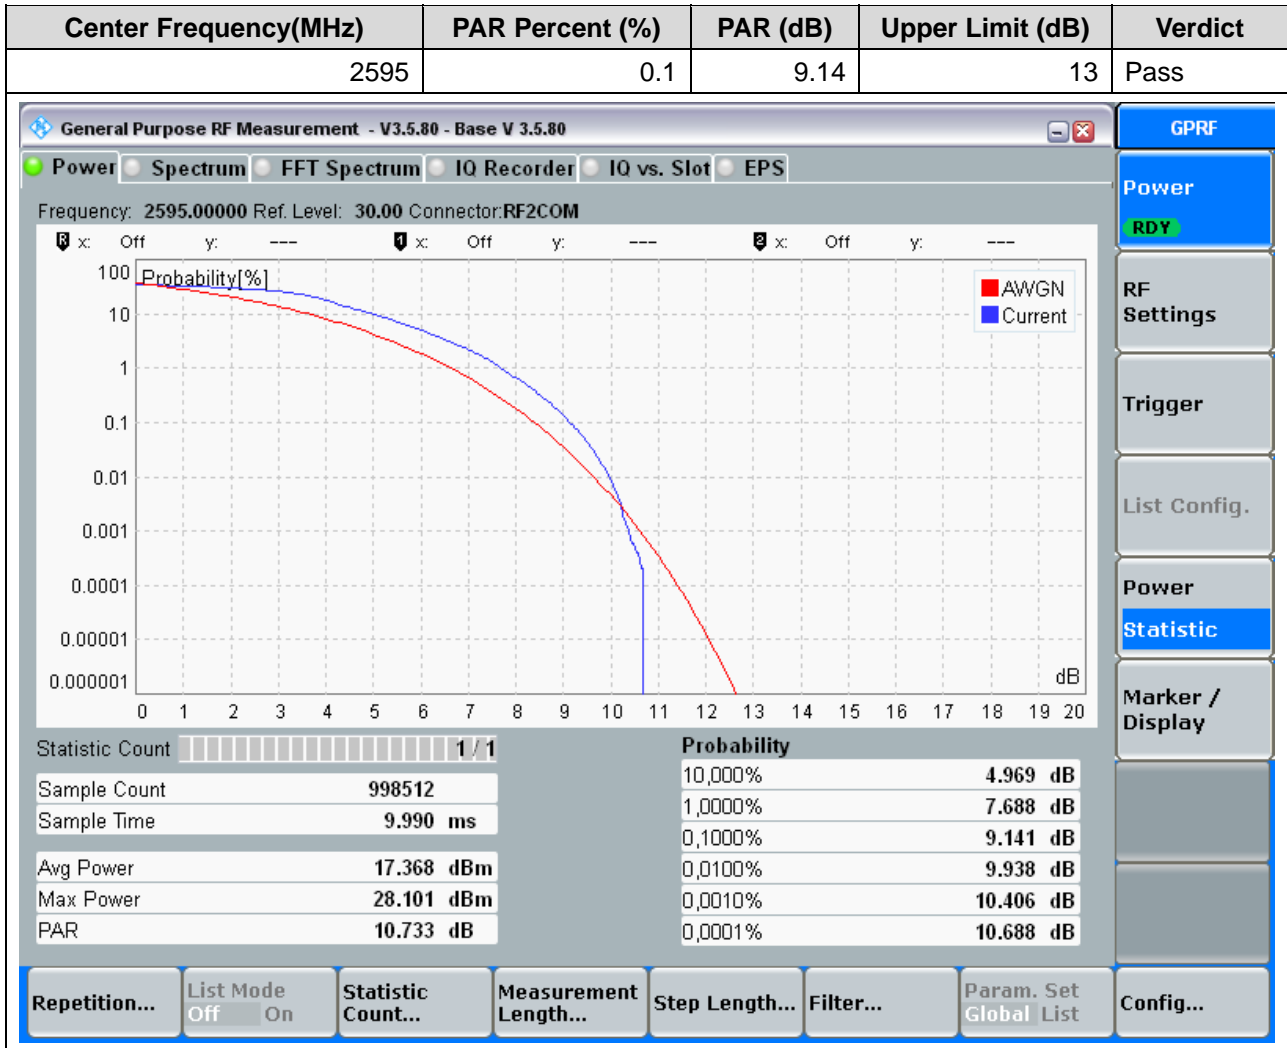 Center Frequency(MHz) PAR Percent (%) PAR (dB) Upper Limit (dB) Verdict
2595 0.1 9.14 13 Pass
General Purpose RF Measurement - V3.5.80 - Base V 3.5.80
GPRF
Power Spectrum FFT Spectrum IQ Recorder IQ vs. Slot EPS
Frequency: 2595.00000 Ref. Level: 30.00 Connector:RF2COM
R x: Off y: --- 1 x: Off y: --- 2 x: Off y: ---
Probability[%]
AWGN
Current
100
10
1
0.1
0.01
0.001
0.0001
0.00001
0.000001
dB
0 1 2 3 4 5 6 7 8 9 10 11 12 13 14 15 16 17 18 19 20
Statistic Count 1 / 1
Sample Count 998512
Sample Time 9.990 ms
Avg Power 17.368 dBm
Max Power 28.101 dBm
PAR 10.733 dB
Probability
10,000% 4.969 dB
1,0000% 7.688 dB
0,1000% 9.141 dB
0,0100% 9.938 dB
0,0010% 10.406 dB
0,0001% 10.688 dB
Power
RDY
RF
Settings
Trigger
List Config.
Power
Statistic
Marker /
Display
Repetition...
List Mode
Off On
Statistic
Count...
Measurement
Length...
Step Length...
Filter...
Param. Set
Global List
Config...